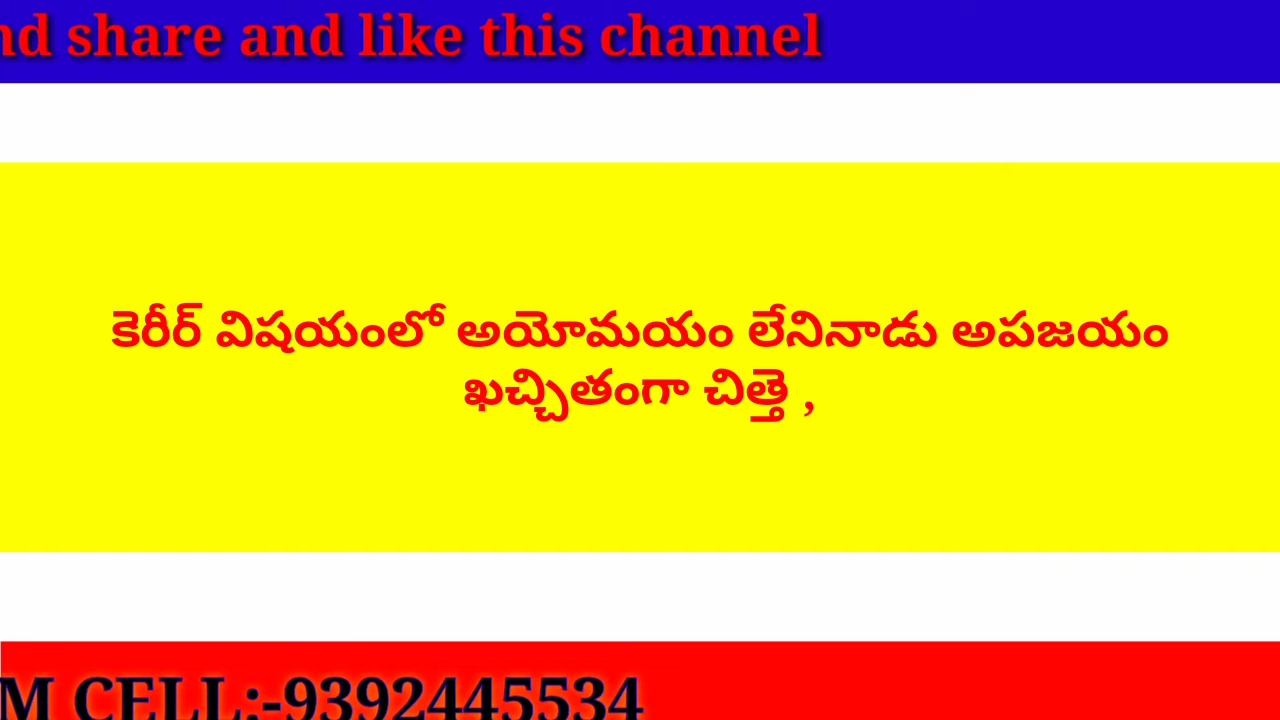 nd share and like this channel
కెరీర్ విషయంలో అయోమయం లేనినాడు అపజయం
ఖచ్చితంగా చిత్తె ,
M CELL:-9392445534